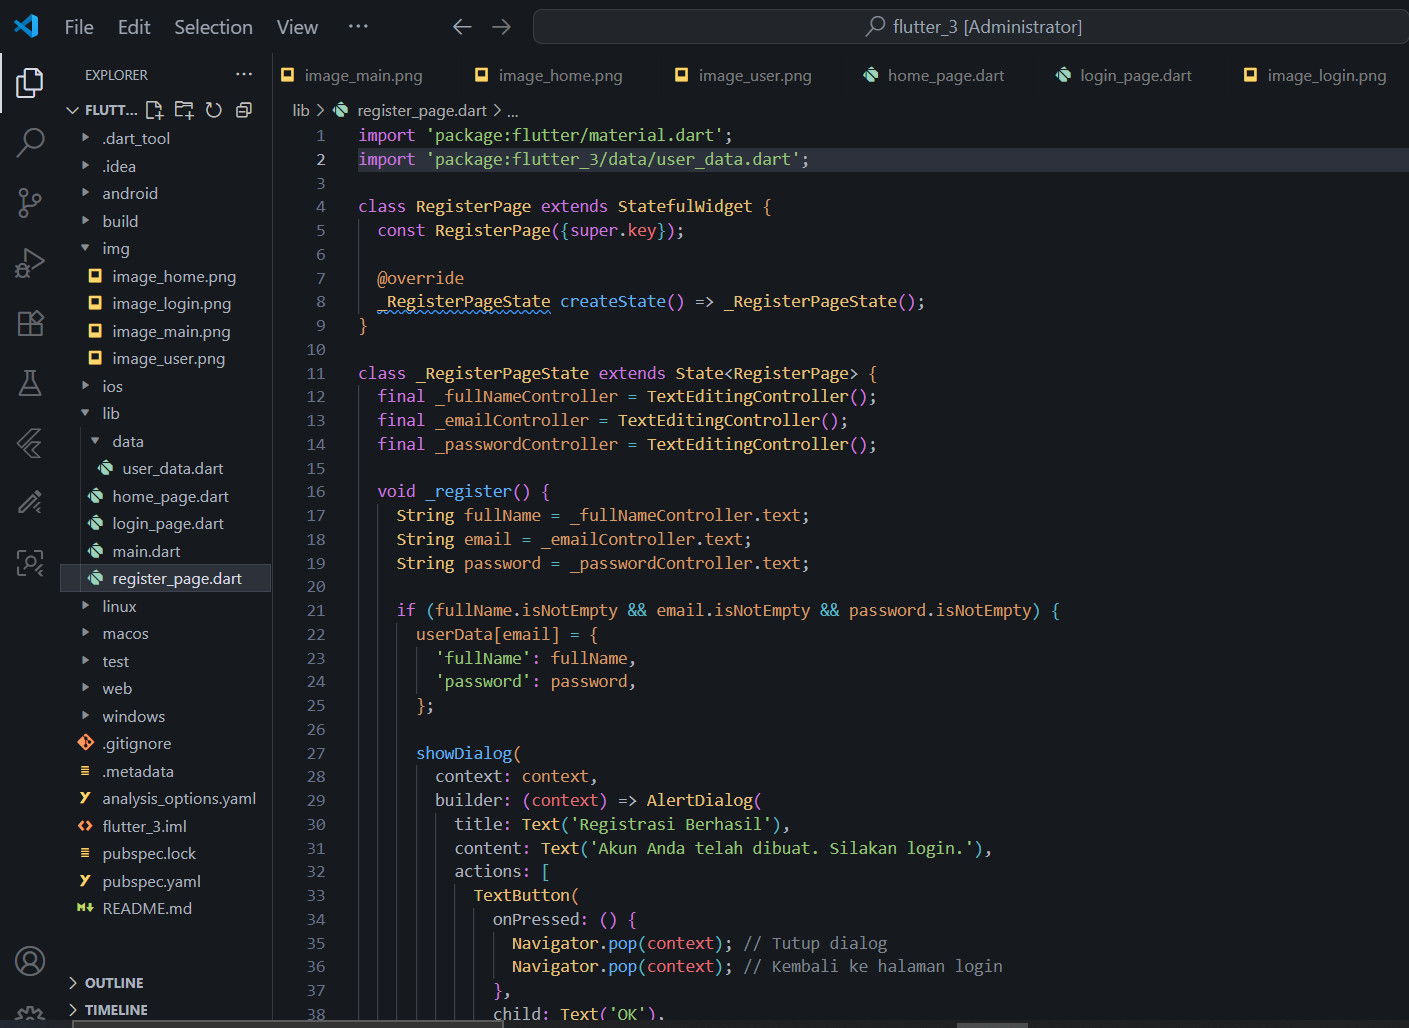 File Edit Selection View ··· flutter_3 [Administrator]
EXPLORER ···
image_main.png image_home.png image_user.png home_page.dart login_page.dart image_login.png
FLUTT...
lib > register_page.dart > ...
.dart_tool
.idea
android
build
img
image_home.png
image_login.png
image_main.png
image_user.png
ios
lib
data
user_data.dart
home_page.dart
login_page.dart
main.dart
register_page.dart
linux
macos
test
web
windows
.gitignore
.metadata
analysis_options.yaml
flutter_3.iml
pubspec.lock
pubspec.yaml
README.md
OUTLINE
TIMELINE
1 import 'package:flutter/material.dart';
2 import 'package:flutter_3/data/user_data.dart';
3
4 class RegisterPage extends StatefulWidget {
5 const RegisterPage({super.key});
6
7 @override
8 _RegisterPageState createState() => _RegisterPageState();
9 }
10
11 class _RegisterPageState extends State<RegisterPage> {
12 final _fullNameController = TextEditingController();
13 final _emailController = TextEditingController();
14 final _passwordController = TextEditingController();
15
16 void _register() {
17 String fullName = _fullNameController.text;
18 String email = _emailController.text;
19 String password = _passwordController.text;
20
21 if (fullName.isNotEmpty && email.isNotEmpty && password.isNotEmpty) {
22 userData[email] = {
23 'fullName': fullName,
24 'password': password,
25 };
26
27 showDialog(
28 context: context,
29 builder: (context) => AlertDialog(
30 title: Text('Registrasi Berhasil'),
31 content: Text('Akun Anda telah dibuat. Silakan login.'),
32 actions: [
33 TextButton(
34 onPressed: () {
35 Navigator.pop(context); // Tutup dialog
36 Navigator.pop(context); // Kembali ke halaman login
37 },
38 child: Text('OK'),